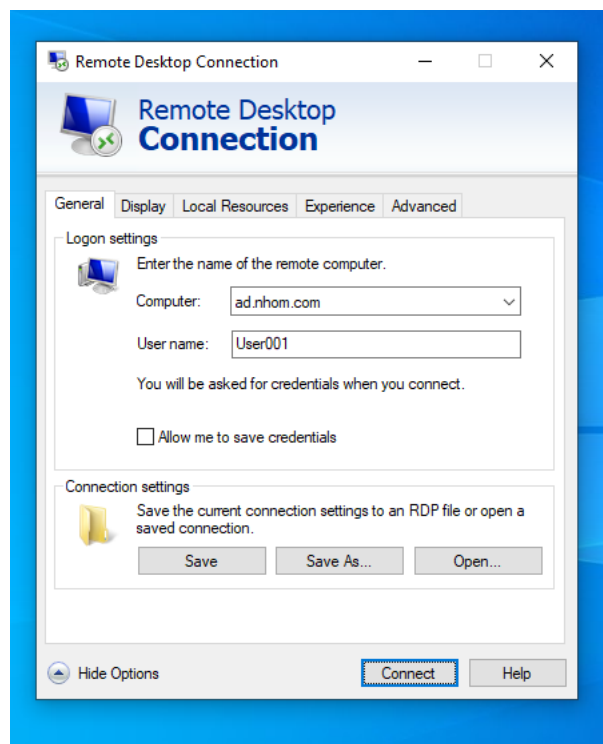 Remote Desktop Connection
Remote Desktop
Connection
General Display Local Resources Experience Advanced
Logon settings
Enter the name of the remote computer.
Computer: ad.nhom.com
User name: User001
You will be asked for credentials when you connect.
Allow me to save credentials
Connection settings
Save the current connection settings to an RDP file or open a
saved connection.
Save Save As... Open...
Hide Options Connect Help